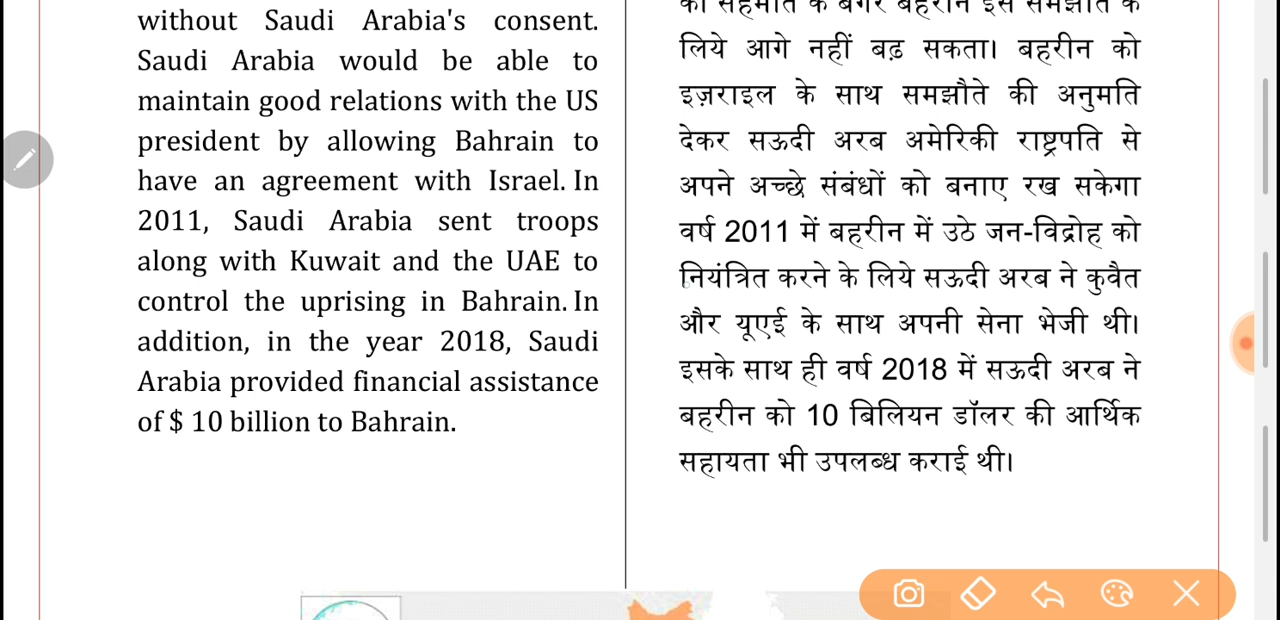 without Saudi Arabia's consent.
Saudi Arabia would be able to
maintain good relations with the US
president by allowing Bahrain to
have an agreement with Israel. In
2011, Saudi Arabia sent troops
along with Kuwait and the UAE to
control the uprising in Bahrain. In
addition, in the year 2018, Saudi
Arabia provided financial assistance
of $ 10 billion to Bahrain.
की सहमति के बगैर बहरीन इस समझौते के
लिये आगे नहीं बढ़ सकता। बहरीन को
इज़राइल के साथ समझौते की अनुमति
देकर सऊदी अरब अमेरिकी राष्ट्रपति से
अपने अच्छे संबंधों को बनाए रख सकेगा
वर्ष 2011 में बहरीन में उठे जन-विद्रोह को
नियंत्रित करने के लिये सऊदी अरब ने कुवैत
और यूएई के साथ अपनी सेना भेजी थी।
इसके साथ ही वर्ष 2018 में सऊदी अरब ने
बहरीन को 10 बिलियन डॉलर की आर्थिक
सहायता भी उपलब्ध कराई थी।